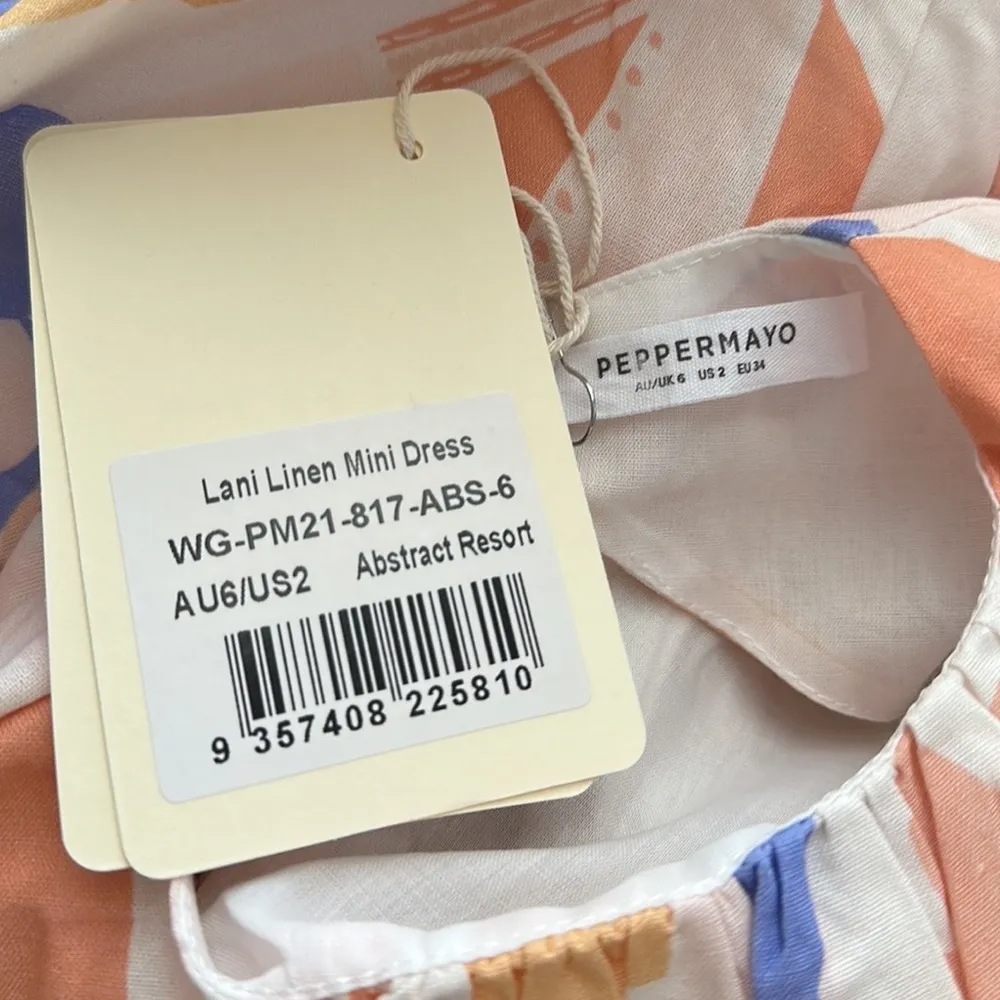 PEPPERMAYO
AU/UK 6 US 2 EU 34
Lani Linen Mini Dress
WG-PM21-817-ABS-6
AU6/US2 Abstract Resort
9 357408 225810